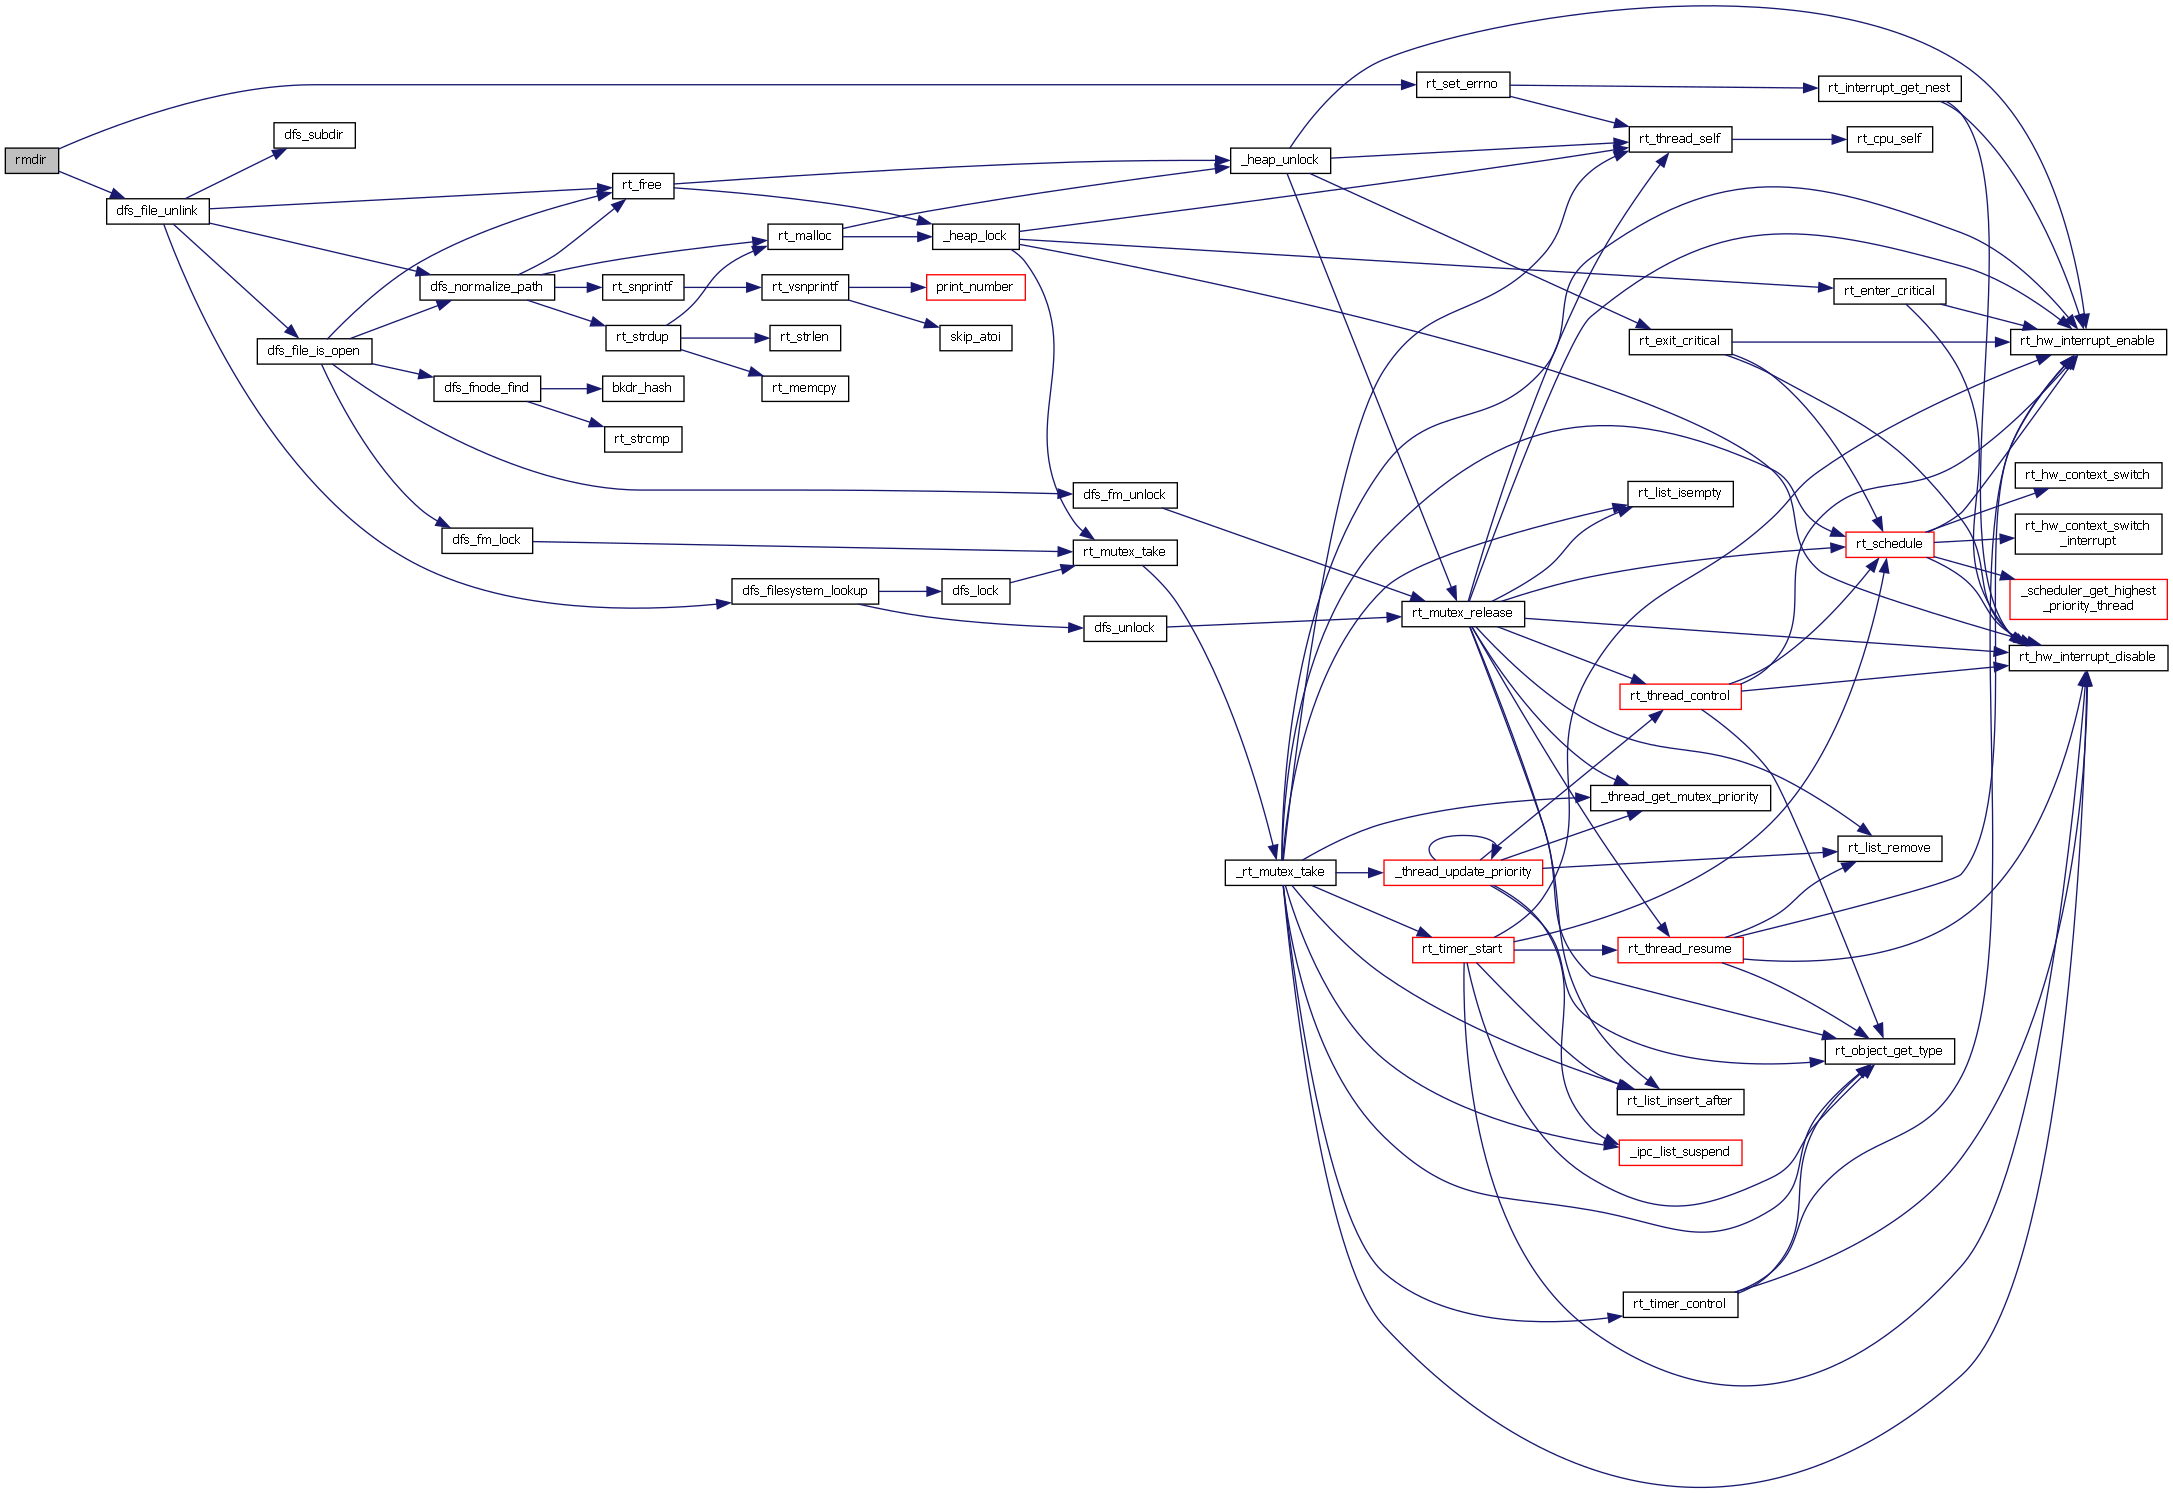 rmdir
dfs_file_unlink
dfs_subdir
dfs_file_is_open
dfs_normalize_path
dfs_fnode_find
dfs_fm_lock
rt_free
rt_snprintf
rt_strdup
bkdr_hash
rt_strcmp
rt_malloc
rt_vsnprintf
rt_strlen
rt_memcpy
dfs_filesystem_lookup
_heap_lock
print_number
skip_atoi
dfs_lock
dfs_fm_unlock
rt_mutex_take
dfs_unlock
_heap_unlock
_rt_mutex_take
rt_set_errno
rt_mutex_release
_thread_update_priority
rt_timer_start
rt_thread_self
rt_exit_critical
rt_list_isempty
rt_thread_control
_thread_get_mutex_priority
rt_thread_resume
rt_list_insert_after
_ipc_list_suspend
rt_timer_control
rt_interrupt_get_nest
rt_cpu_self
rt_enter_critical
rt_schedule
rt_list_remove
rt_object_get_type
rt_hw_interrupt_enable
rt_hw_context_switch
rt_hw_context_switch
_interrupt
_scheduler_get_highest
_priority_thread
rt_hw_interrupt_disable